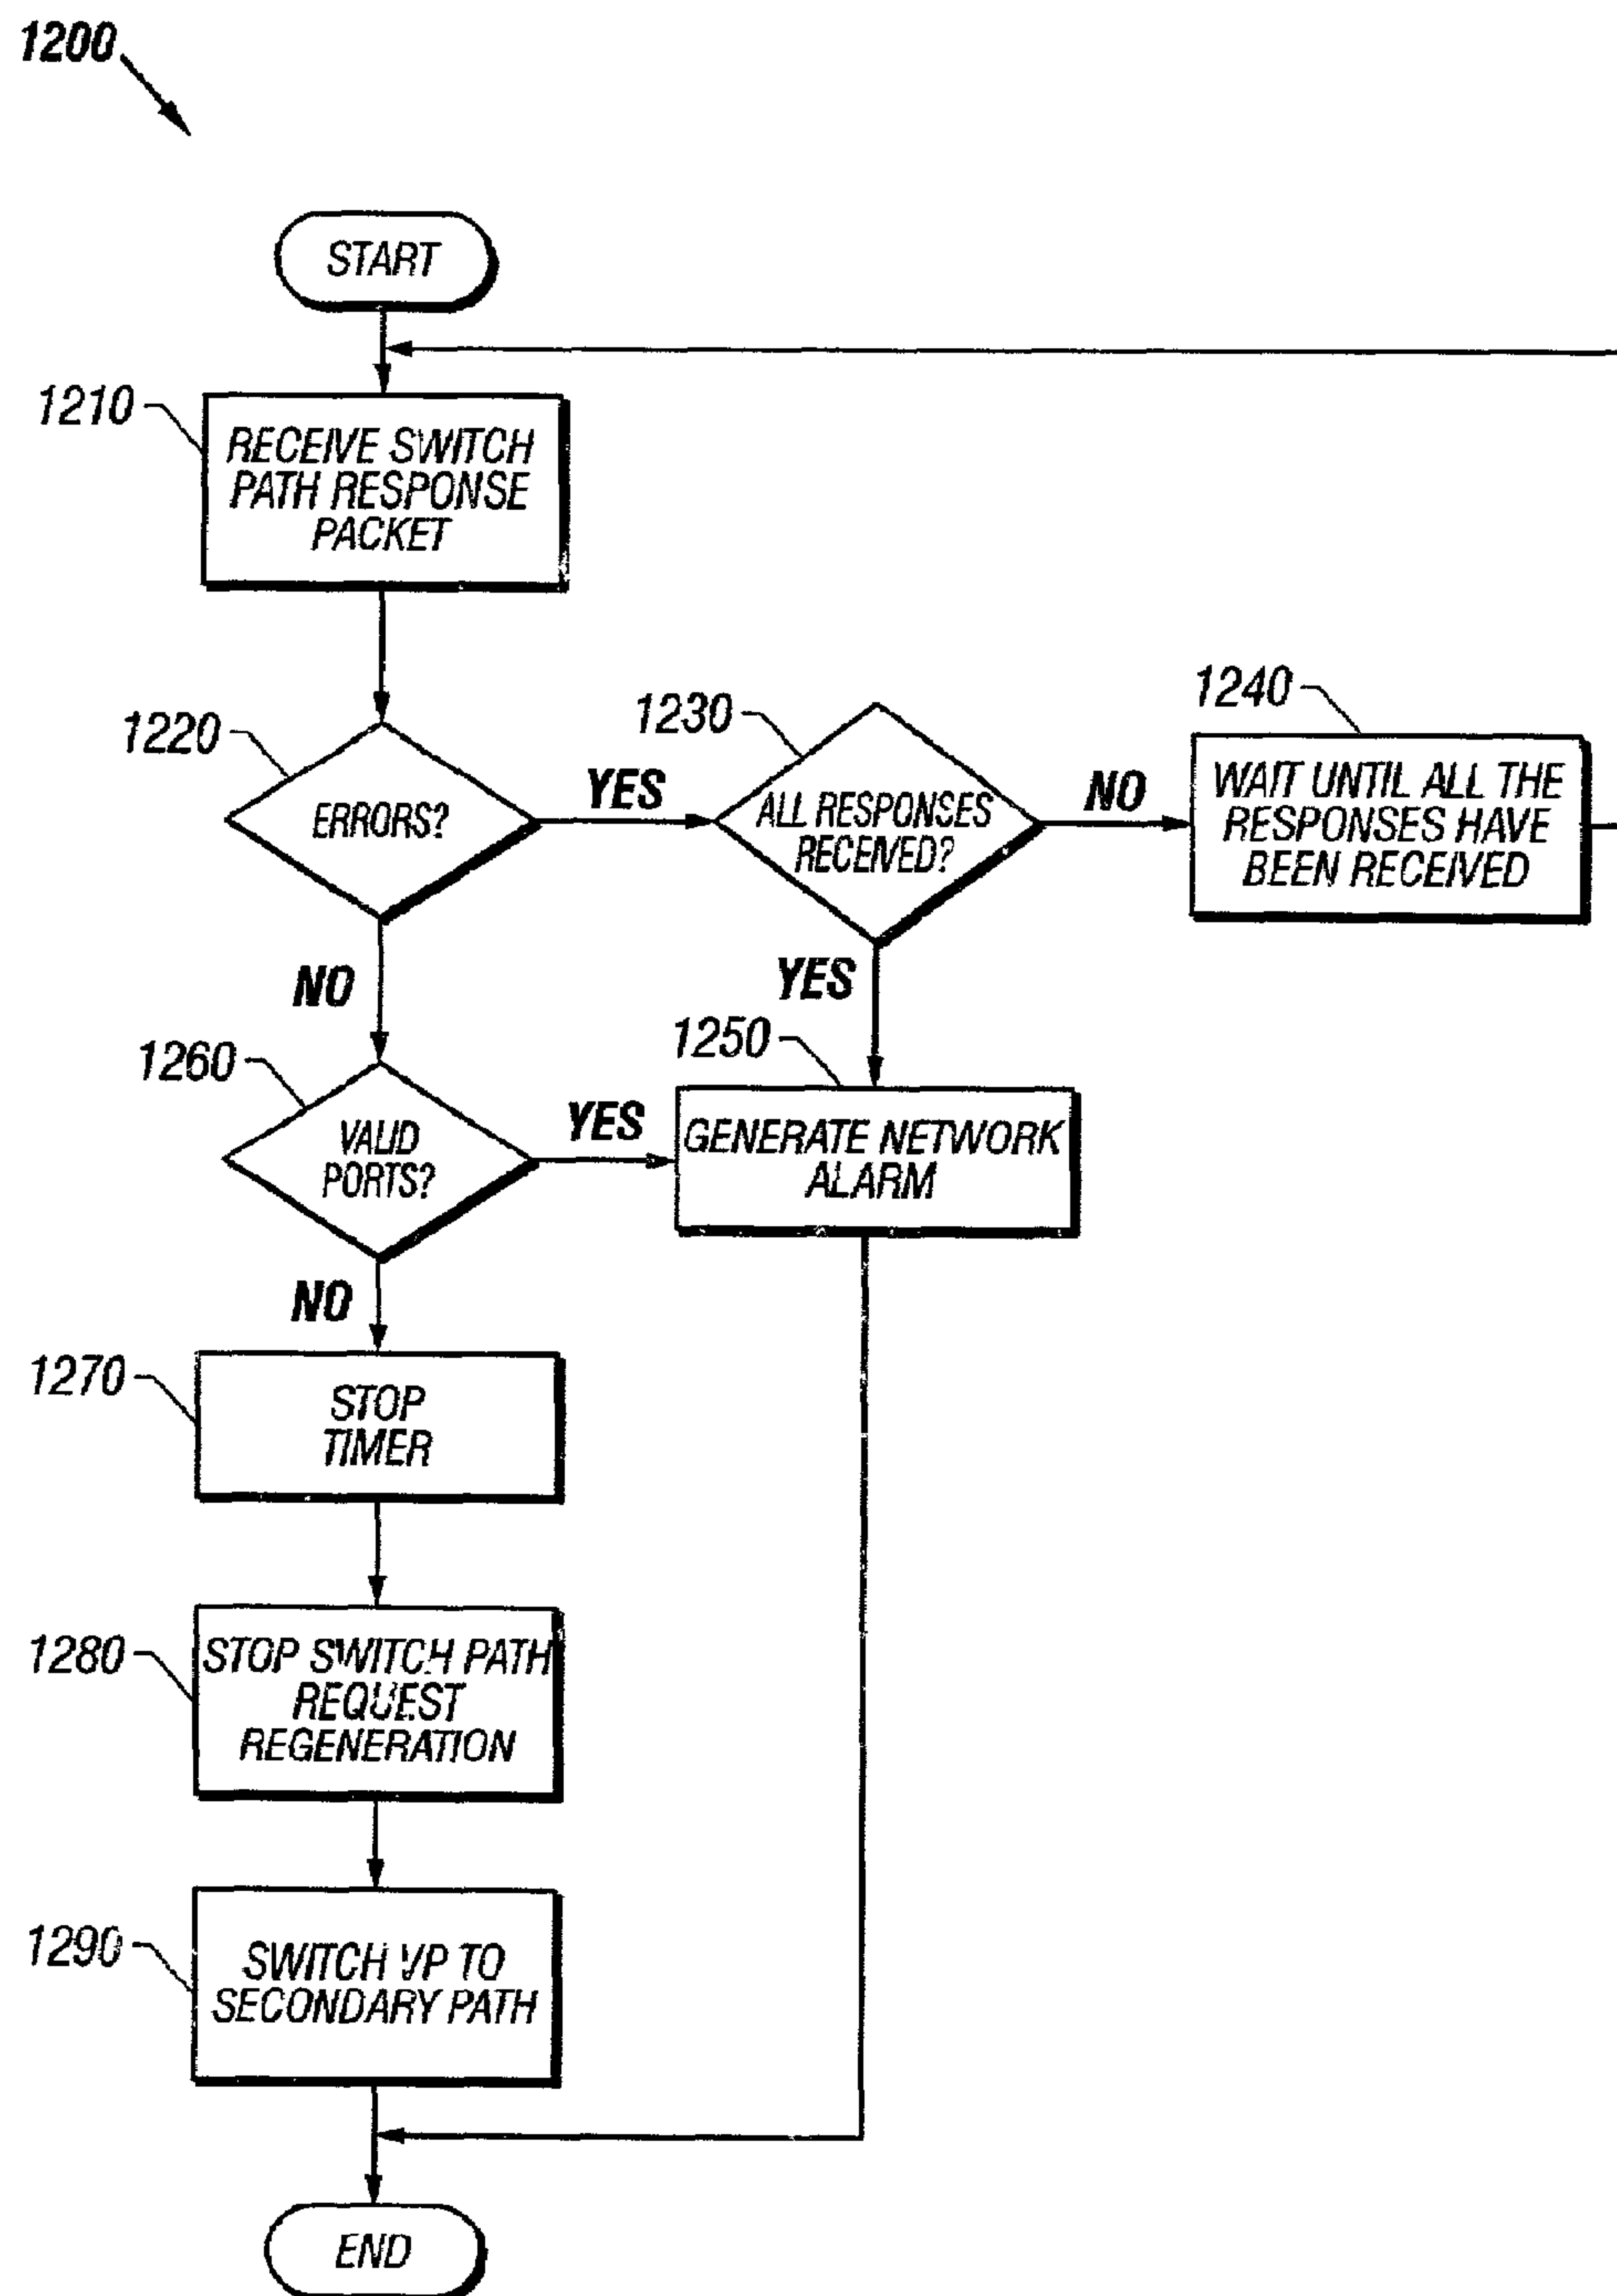 1200
START
1210
RECEIVE SWITCH
PATH RESPONSE
PACKET
1220
ERRORS?
YES
1230
ALL RESPONSES
RECEIVED?
NO
1240
WAIT UNTIL ALL THE
RESPONSES HAVE
BEEN RECEIVED
NO
YES
1260
VALID
PORTS?
YES
1250
GENERATE NETWORK
ALARM
NO
1270
STOP
TIMER
1280
STOP SWITCH PATH
REQUEST
REGENERATION
1290
SWITCH VP TO
SECONDARY PATH
END